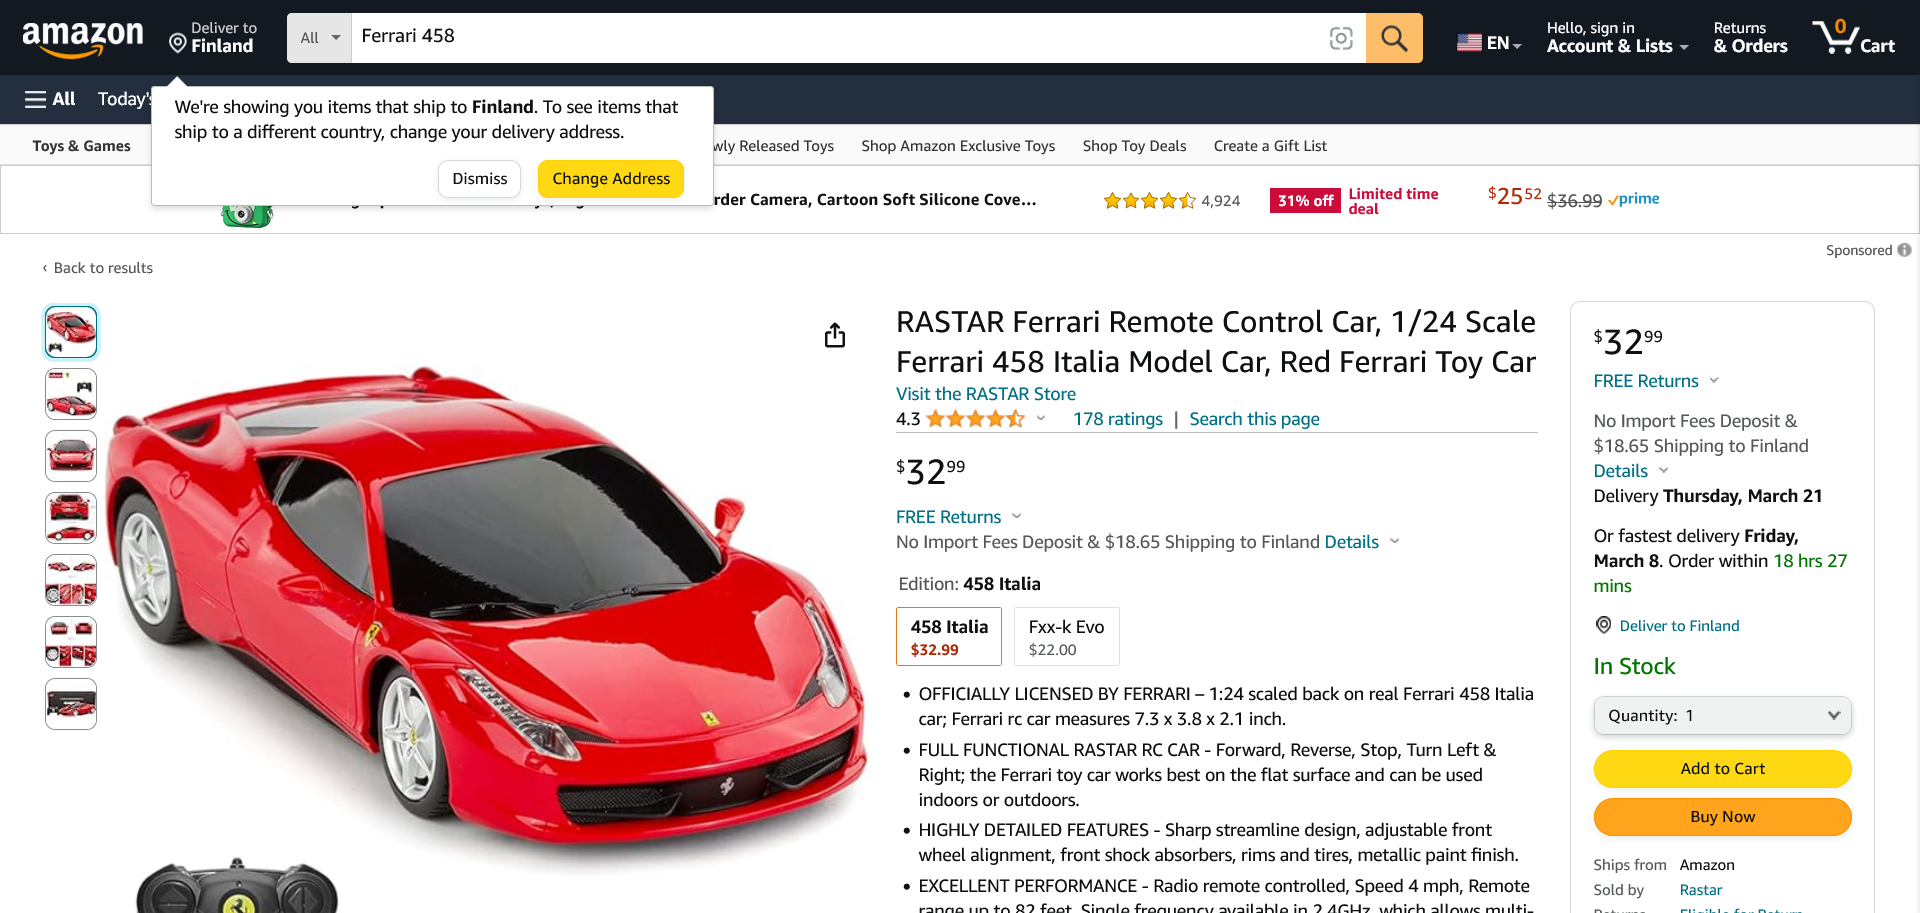 amazon
Deliver to
Finland
All
Ferrari 458
EN
Hello, sign in
Account & Lists
Returns
& Orders
0
Cart
All
Today's
We're showing you items that ship to Finland. To see items that
ship to a different country, change your delivery address.
Dismiss
Change Address
Toys & Games
Released Toys
Shop Amazon Exclusive Toys
Shop Toy Deals
Create a Gift List
Camera, Cartoon Soft Silicone Cove...
4,924
31% off
Limited time
deal
$25.52
$36.99
prime
Sponsored
‹ Back to results
RASTAR Ferrari Remote Control Car, 1/24 Scale
Ferrari 458 Italia Model Car, Red Ferrari Toy Car
Visit the RASTAR Store
4.3
178 ratings | Search this page
$32.99
FREE Returns
No Import Fees Deposit & $18.65 Shipping to Finland Details
Edition: 458 Italia
458 Italia
$32.99
Fxx-k Evo
$22.00
• OFFICIALLY LICENSED BY FERRARI – 1:24 scaled back on real Ferrari 458 Italia
car; Ferrari rc car measures 7.3 x 3.8 x 2.1 inch.
• FULL FUNCTIONAL RASTAR RC CAR - Forward, Reverse, Stop, Turn Left &
Right; the Ferrari toy car works best on the flat surface and can be used
indoors or outdoors.
• HIGHLY DETAILED FEATURES - Sharp streamline design, adjustable front
wheel alignment, front shock absorbers, rims and tires, metallic paint finish.
• EXCELLENT PERFORMANCE - Radio remote controlled, Speed 4 mph, Remote
range up to 82 feet. Single frequency available in 2.4GHz, which allows multi-
$32.99
FREE Returns
No Import Fees Deposit &
$18.65 Shipping to Finland
Details
Delivery Thursday, March 21
Or fastest delivery Friday,
March 8. Order within 18 hrs 27
mins
Deliver to Finland
In Stock
Quantity: 1
Add to Cart
Buy Now
Ships from Amazon
Sold by Rastar
Returns Eligible for Return